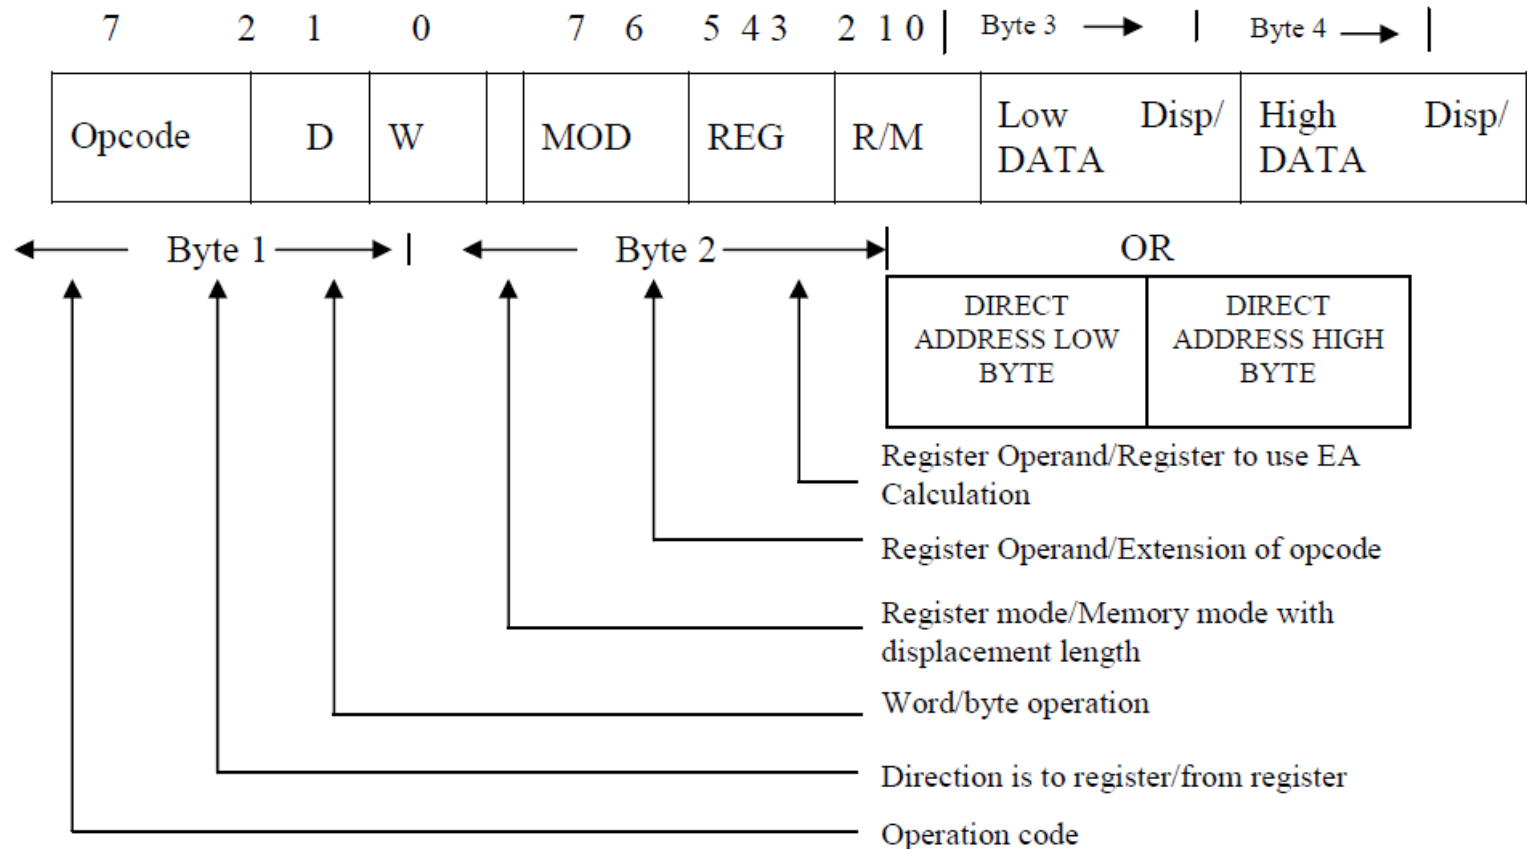 7 2 1 0 7 6 5 4 3 2 1 0 Byte 3 Byte 4
Opcode D W MOD REG R/M Low Disp/ High Disp/
DATA DATA
Byte 1 Byte 2 OR
DIRECT DIRECT
ADDRESS LOW ADDRESS HIGH
BYTE BYTE
Register Operand/Register to use EA
Calculation
Register Operand/Extension of opcode
Register mode/Memory mode with
displacement length
Word/byte operation
Direction is to register/from register
Operation code